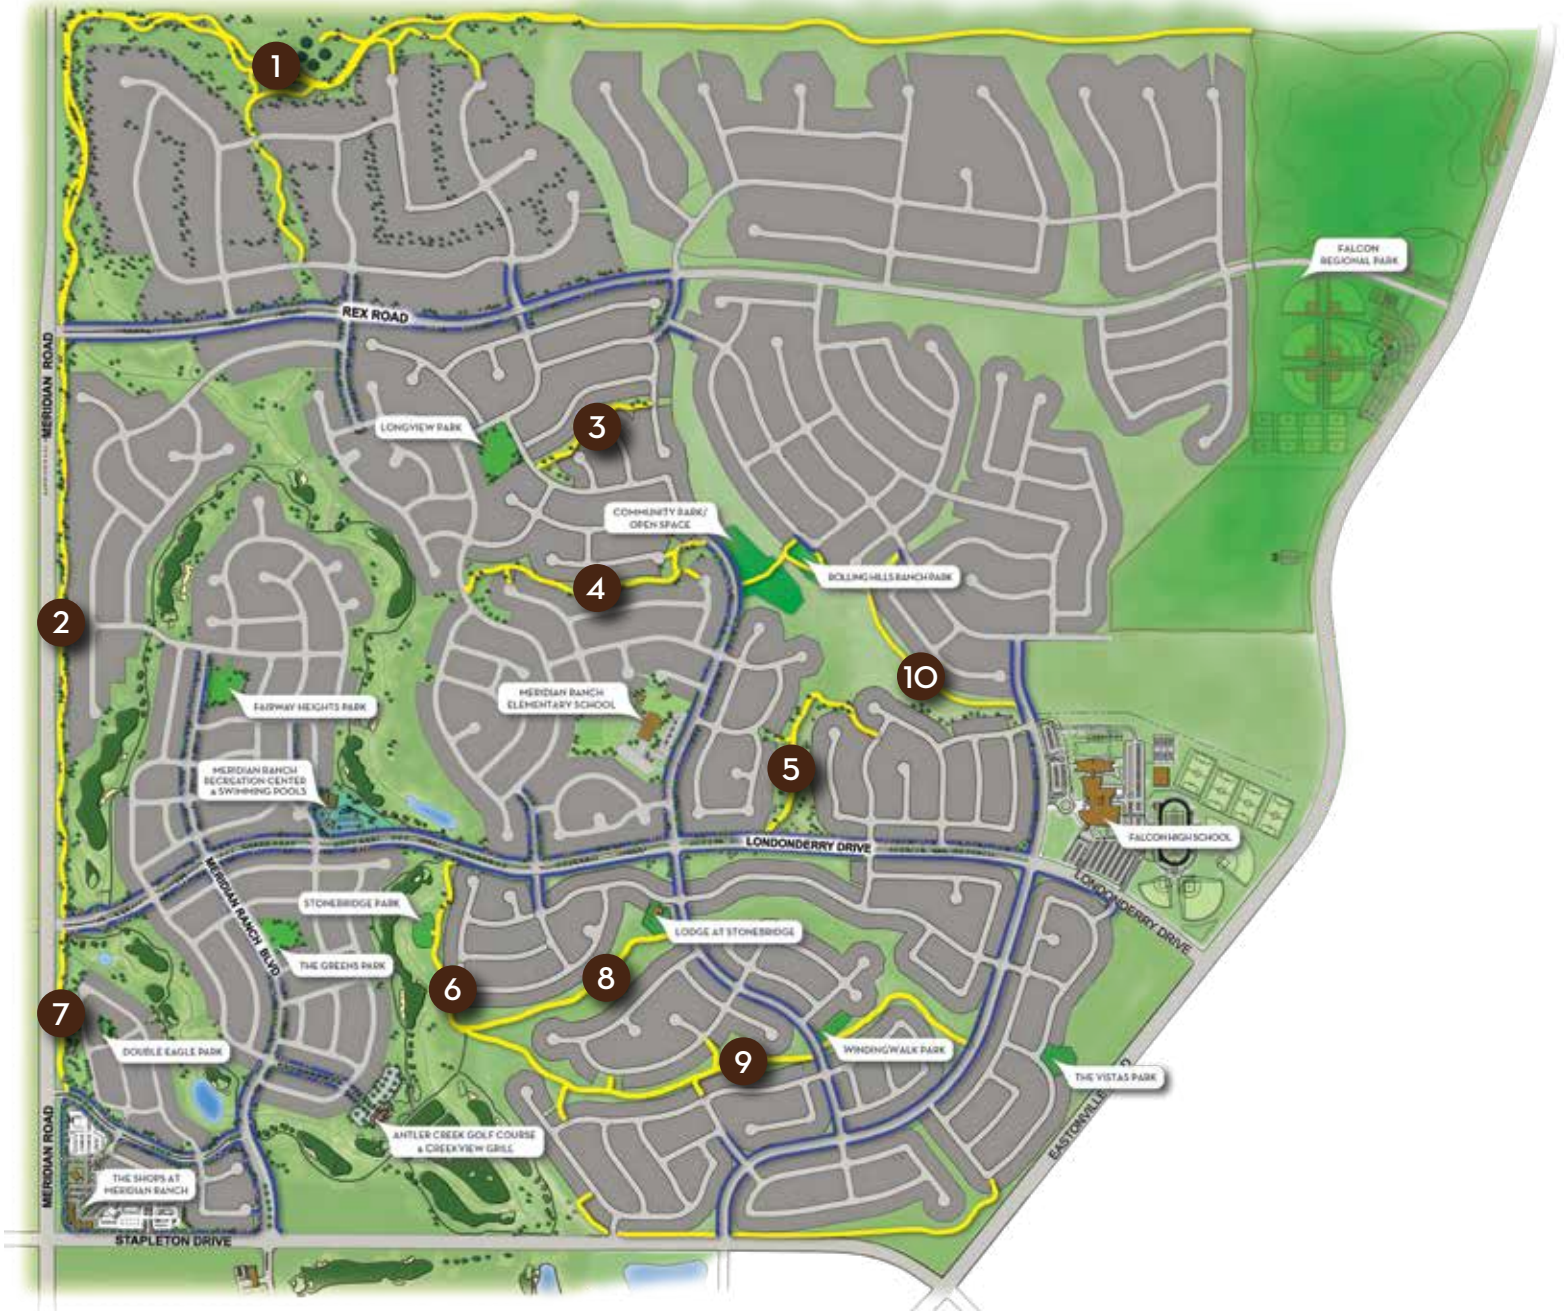 1
FALCON
REGIONAL PARK
REX ROAD
MERIDIAN ROAD
LONGVIEW PARK
3
COMMUNITY PARK/
OPEN SPACE
4
ROLLING HILLS RANCH PARK
2
10
FAIRWAY HEIGHTS PARK
MERIDIAN RANCH
ELEMENTARY SCHOOL
5
MERIDIAN RANCH
RECREATION CENTER
& SWIMMING POOLS
FALCON HIGH SCHOOL
LONDONDERRY DRIVE
LONDONDERRY DRIVE
MERIDIAN RANCH BLVD
STONEBRIDGE PARK
LODGE AT STONEBRIDGE
THE GREENS PARK
6
8
7
DOUBLE EAGLE PARK
9
WINDINGWALK PARK
THE VISTAS PARK
EASTONVILLE
MERIDIAN ROAD
ANTLER CREEK GOLF COURSE
& CREEKVIEW GRILL
THE SHOPS AT
MERIDIAN RANCH
STAPLETON DRIVE